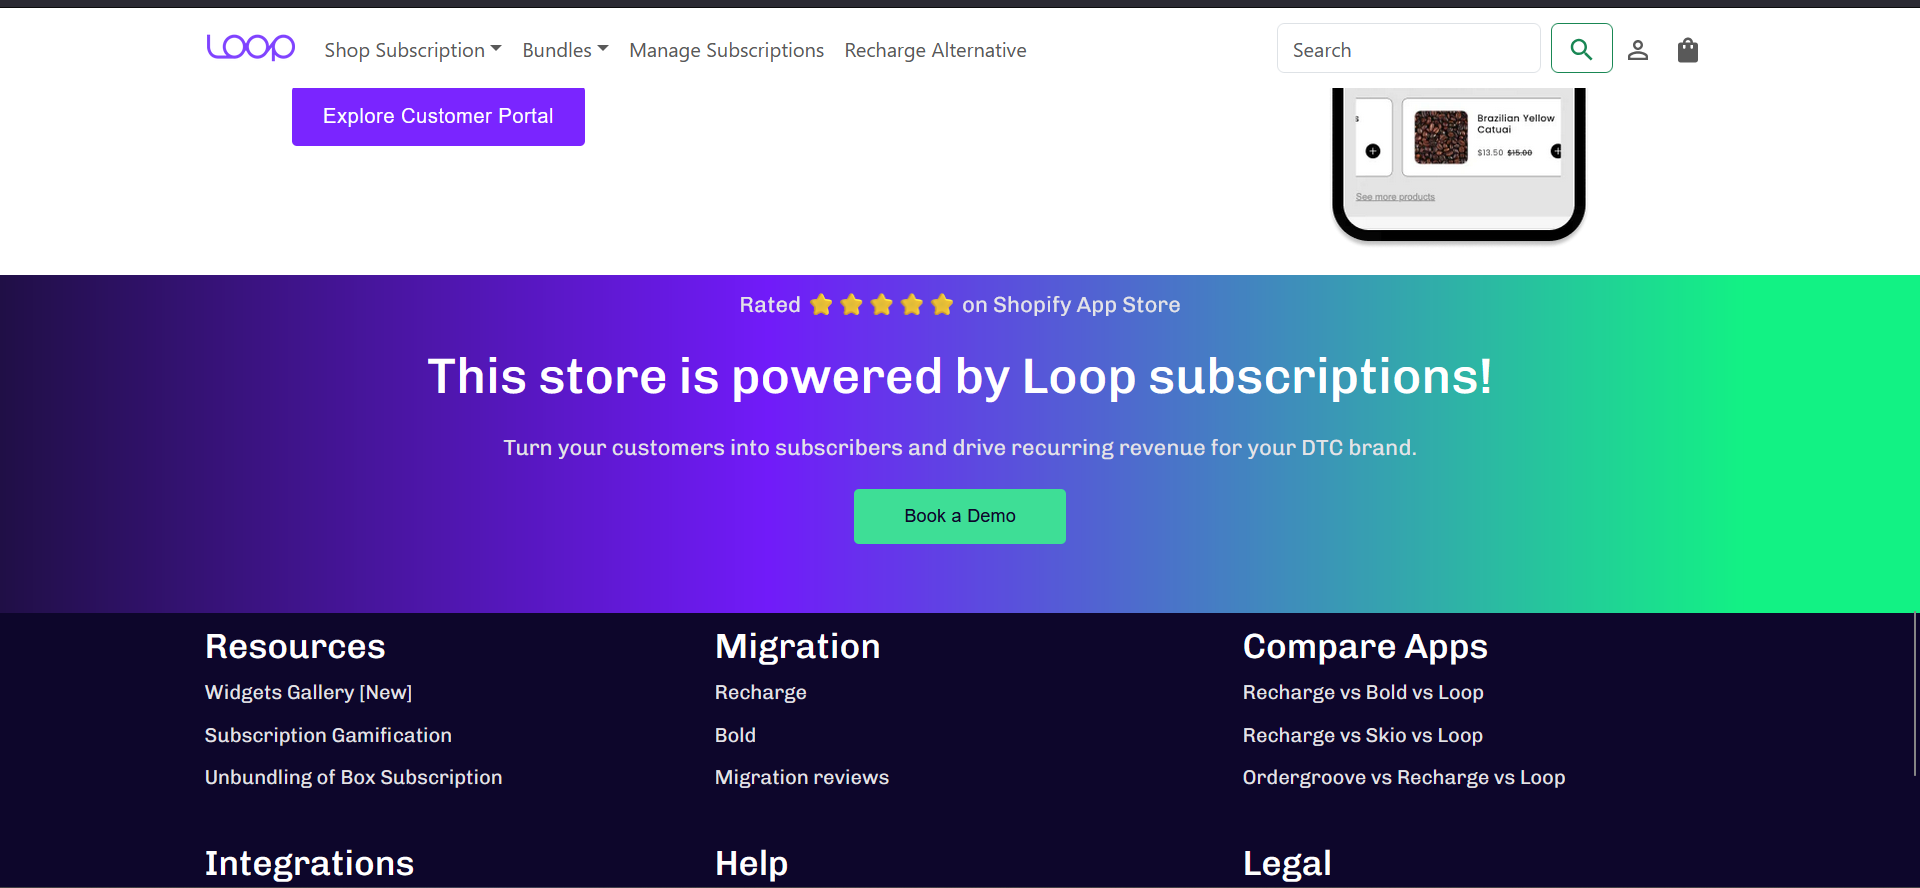 LOOP
Shop Subscription
Bundles
Manage Subscriptions
Recharge Alternative
Search
Explore Customer Portal
s
Brazilian Yellow
Catuai
$13.50 $15.00
See more products
Rated ⭐⭐⭐⭐⭐ on Shopify App Store
This store is powered by Loop subscriptions!
Turn your customers into subscribers and drive recurring revenue for your DTC brand.
Book a Demo
Resources
Widgets Gallery [New]
Subscription Gamification
Unbundling of Box Subscription
Migration
Recharge
Bold
Migration reviews
Compare Apps
Recharge vs Bold vs Loop
Recharge vs Skio vs Loop
Ordergroove vs Recharge vs Loop
Integrations
Help
Legal